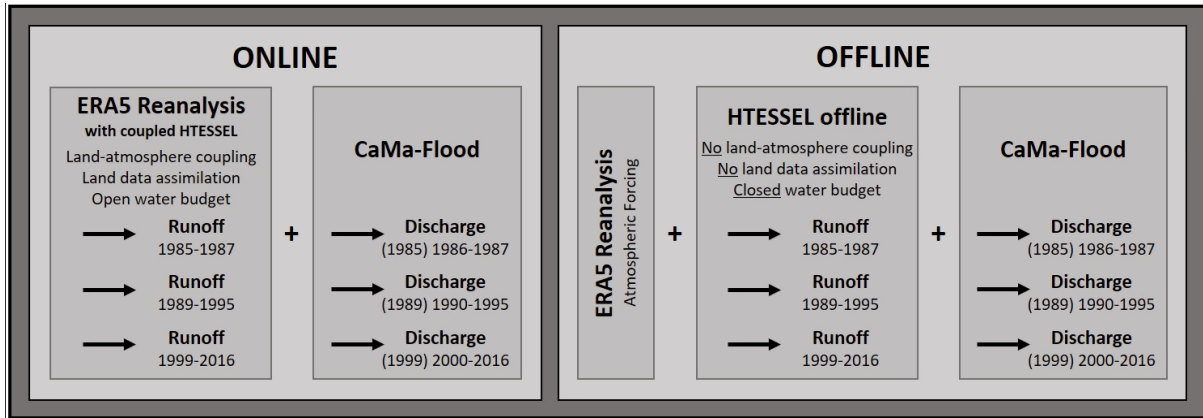 ONLINE
ERA5 Reanalysis
with coupled HTESSEL
Land-atmosphere coupling
Land data assimilation
Open water budget
Runoff
1985-1987
Runoff
1989-1995
Runoff
1999-2016
+
CaMa-Flood
Discharge
(1985) 1986-1987
Discharge
(1989) 1990-1995
Discharge
(1999) 2000-2016
OFFLINE
ERA5 Reanalysis
Atmospheric Forcing
+
HTESSEL offline
No land-atmosphere coupling
No land data assimilation
Closed water budget
Runoff
1985-1987
Runoff
1989-1995
Runoff
1999-2016
+
CaMa-Flood
Discharge
(1985) 1986-1987
Discharge
(1989) 1990-1995
Discharge
(1999) 2000-2016